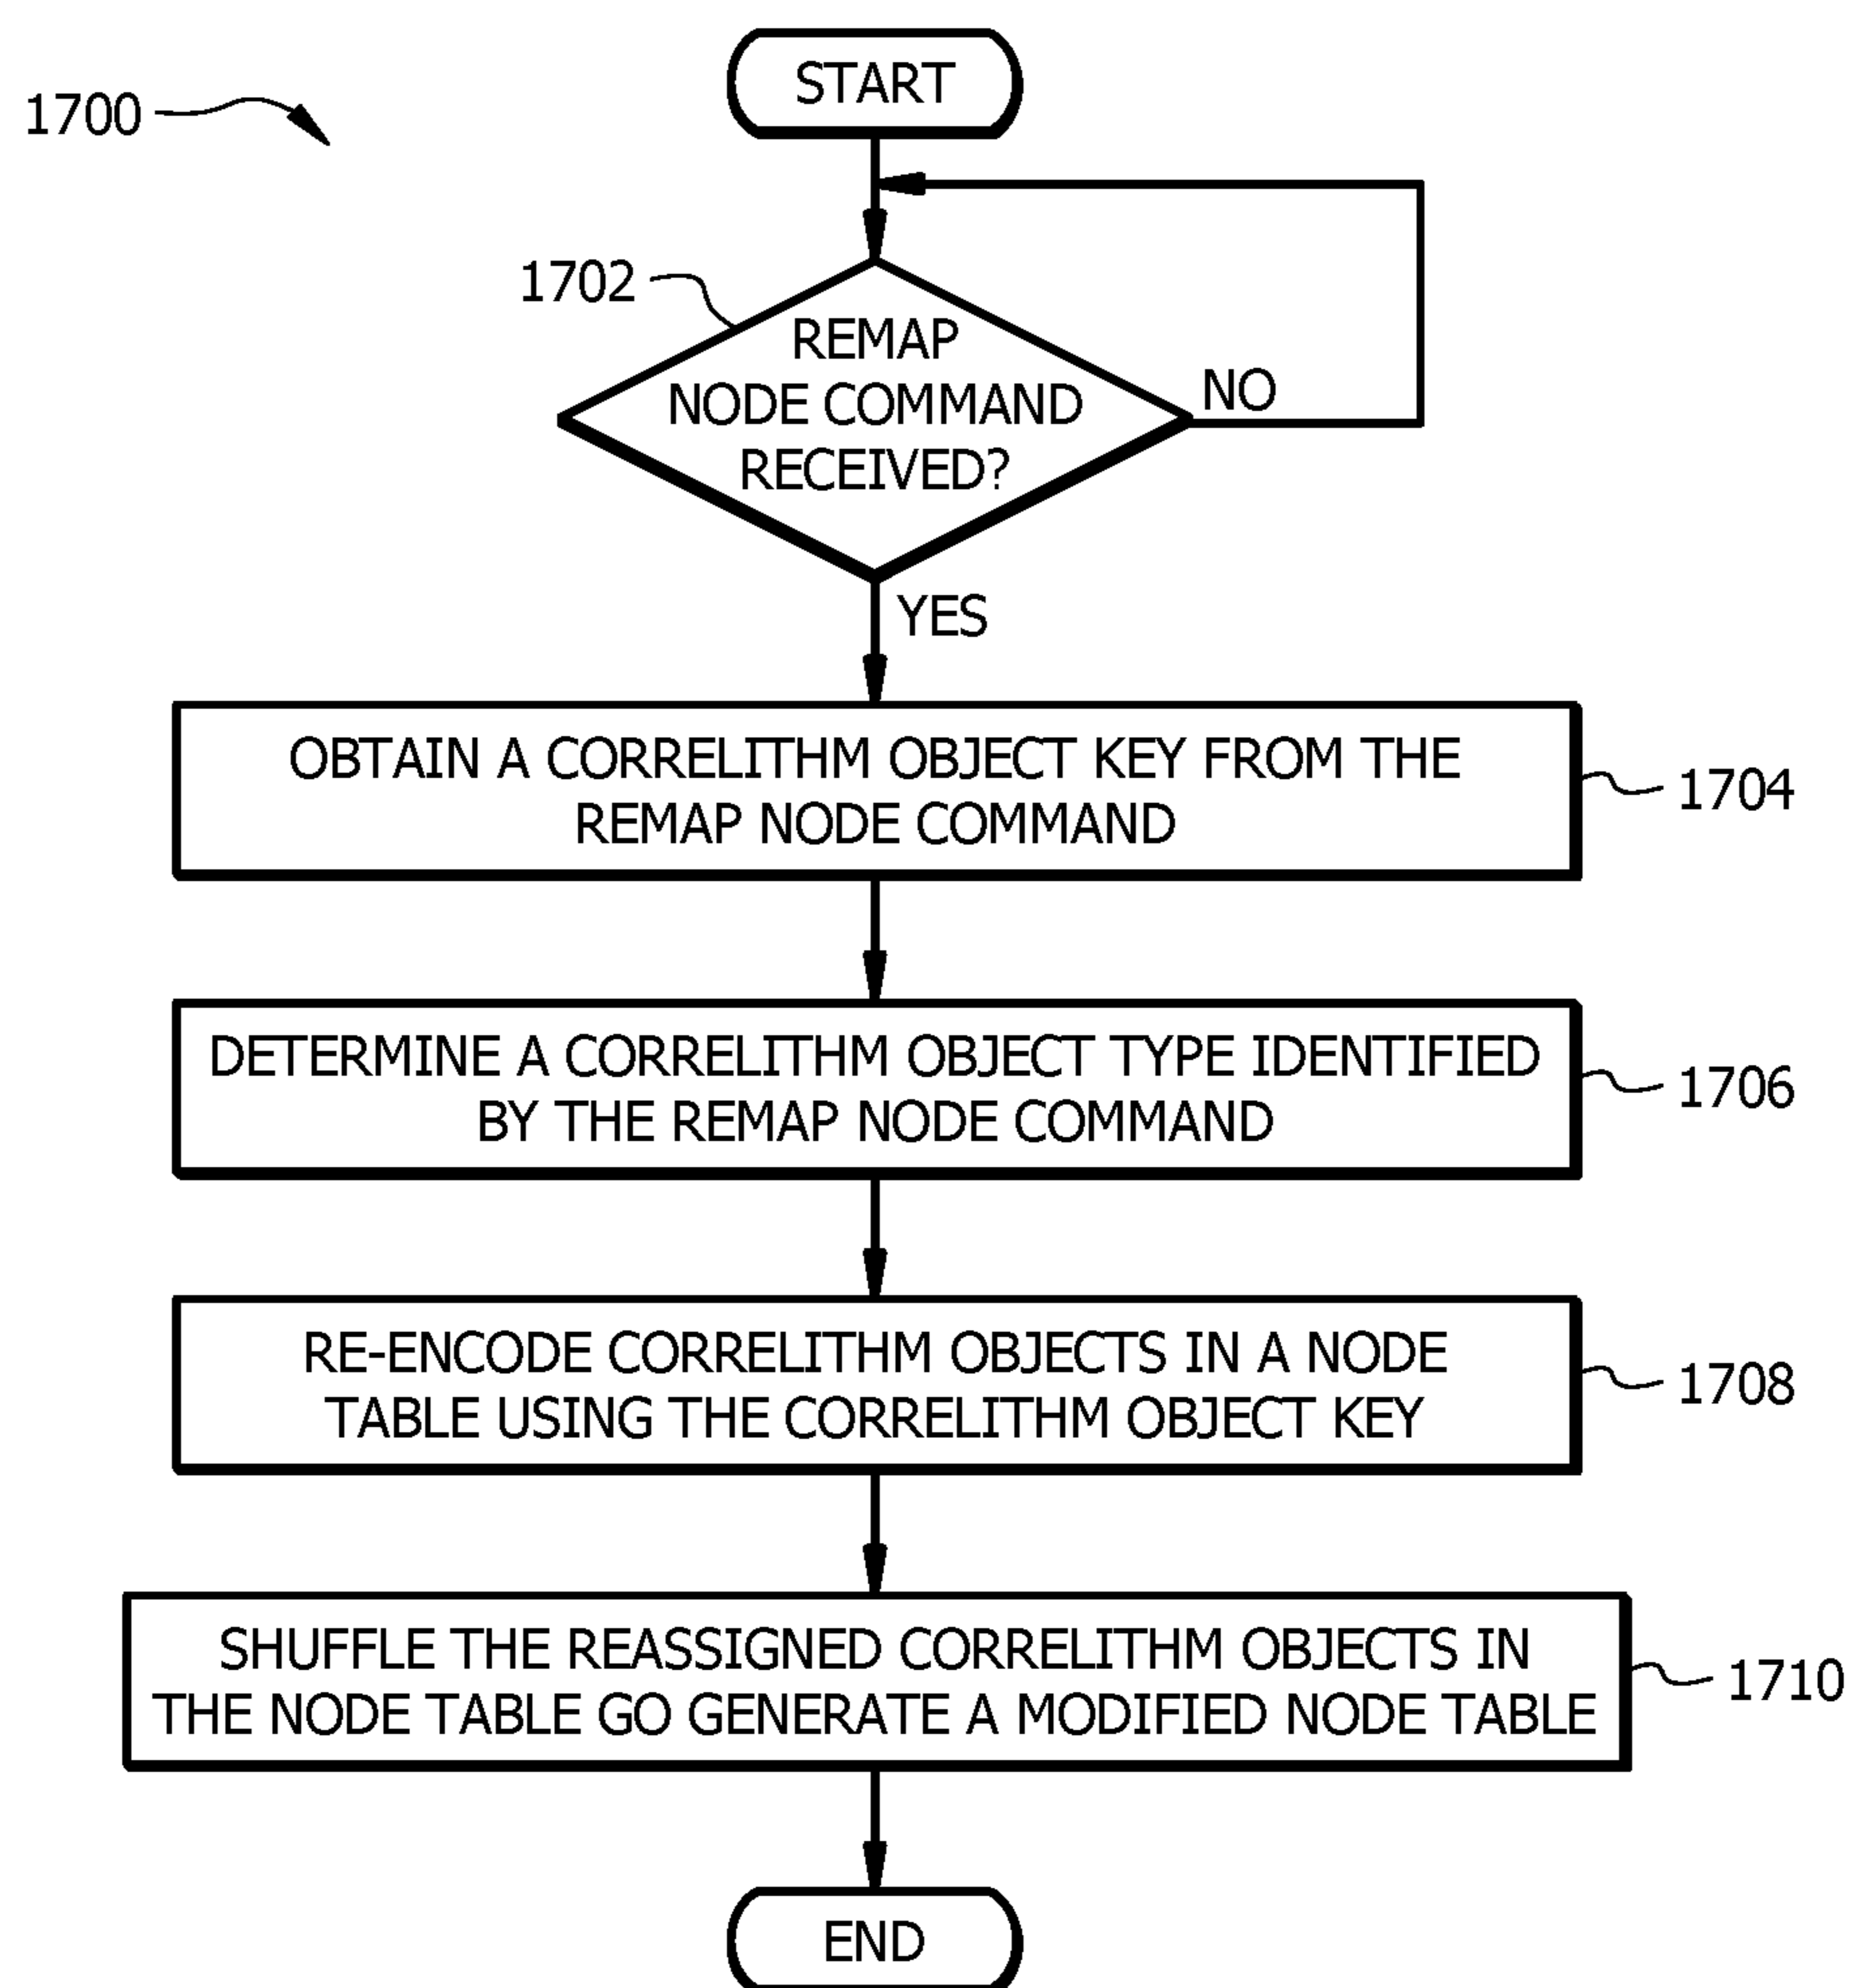 1700
START
1702
REMAP
NODE COMMAND
RECEIVED?
NO
YES
OBTAIN A CORRELITHM OBJECT KEY FROM THE
REMAP NODE COMMAND
1704
DETERMINE A CORRELITHM OBJECT TYPE IDENTIFIED
BY THE REMAP NODE COMMAND
1706
RE-ENCODE CORRELITHM OBJECTS IN A NODE
TABLE USING THE CORRELITHM OBJECT KEY
1708
SHUFFLE THE REASSIGNED CORRELITHM OBJECTS IN
THE NODE TABLE GO GENERATE A MODIFIED NODE TABLE
1710
END